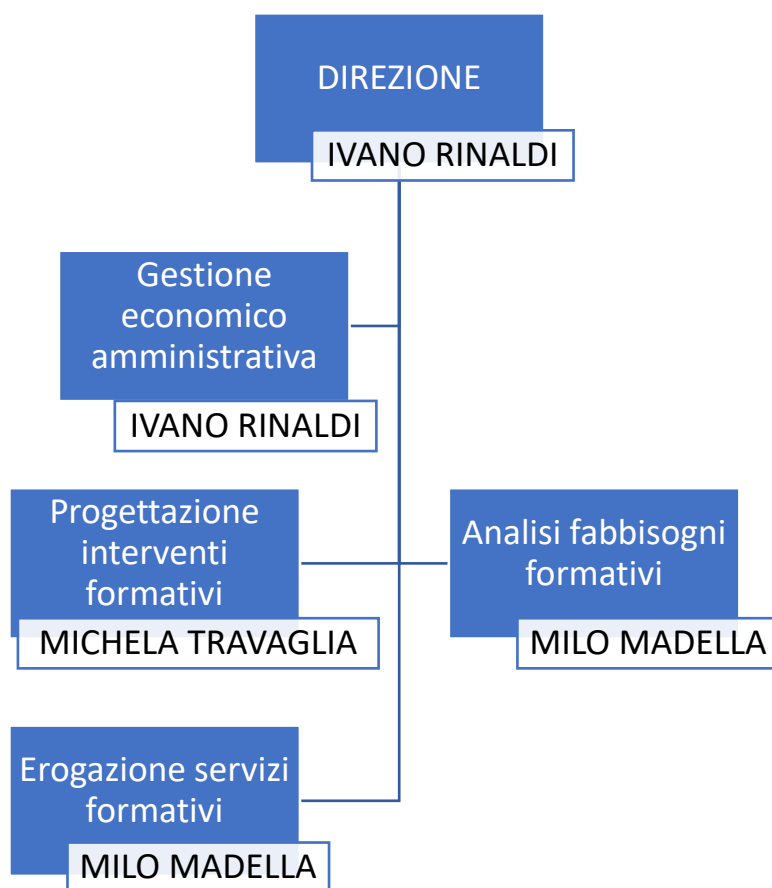 DIREZIONE
IVANO RINALDI
Gestione
economico
amministrativa
IVANO RINALDI
Progettazione
interventi
formativi
MICHELA TRAVAGLIA
Analisi fabbisogni
formativi
MILO MADELLA
Erogazione servizi
formativi
MILO MADELLA